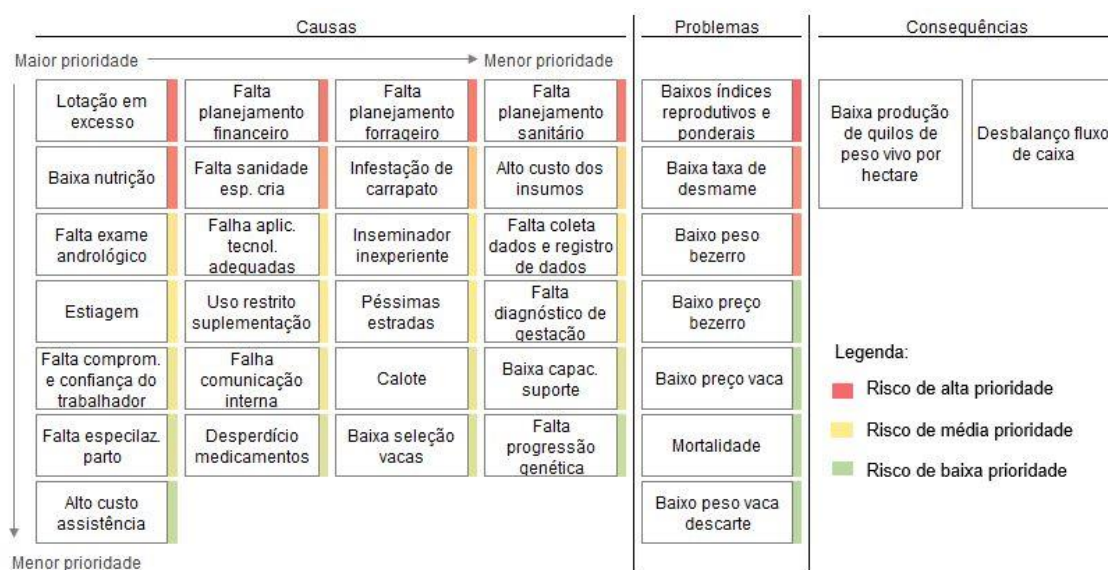 Causas
Problemas
Consequências
Maior prioridade
Menor prioridade
Lotação em
excesso
Falta
planejamento
financeiro
Falta
planejamento
forrageiro
Falta
planejamento
sanitário
Baixos índices
reprodutivos e
ponderais
Baixa produção
de quilos de
peso vivo por
hectare
Desbalanço fluxo
de caixa
Baixa nutrição
Falta sanidade
esp. cria
Infestação de
carrapato
Alto custo dos
insumos
Baixa taxa de
desmame
Falta exame
andrológico
Falha aplic.
tecnol.
adequadas
Inseminador
inexperiente
Falta coleta
dados e registro
de dados
Baixo peso
bezerro
Estiagem
Uso restrito
suplementação
Péssimas
estradas
Falta
diagnóstico de
gestação
Baixo preço
bezerro
Falta comprom.
e confiança do
trabalhador
Falha
comunicação
interna
Calote
Baixa capac.
suporte
Baixo preço vaca
Falta especilaz.
parto
Desperdício
medicamentos
Baixa seleção
vacas
Falta
progressão
genética
Mortalidade
Alto custo
assistência
Baixo peso vaca
descarte
Menor prioridade
Legenda:
Risco de alta prioridade
Risco de média prioridade
Risco de baixa prioridade